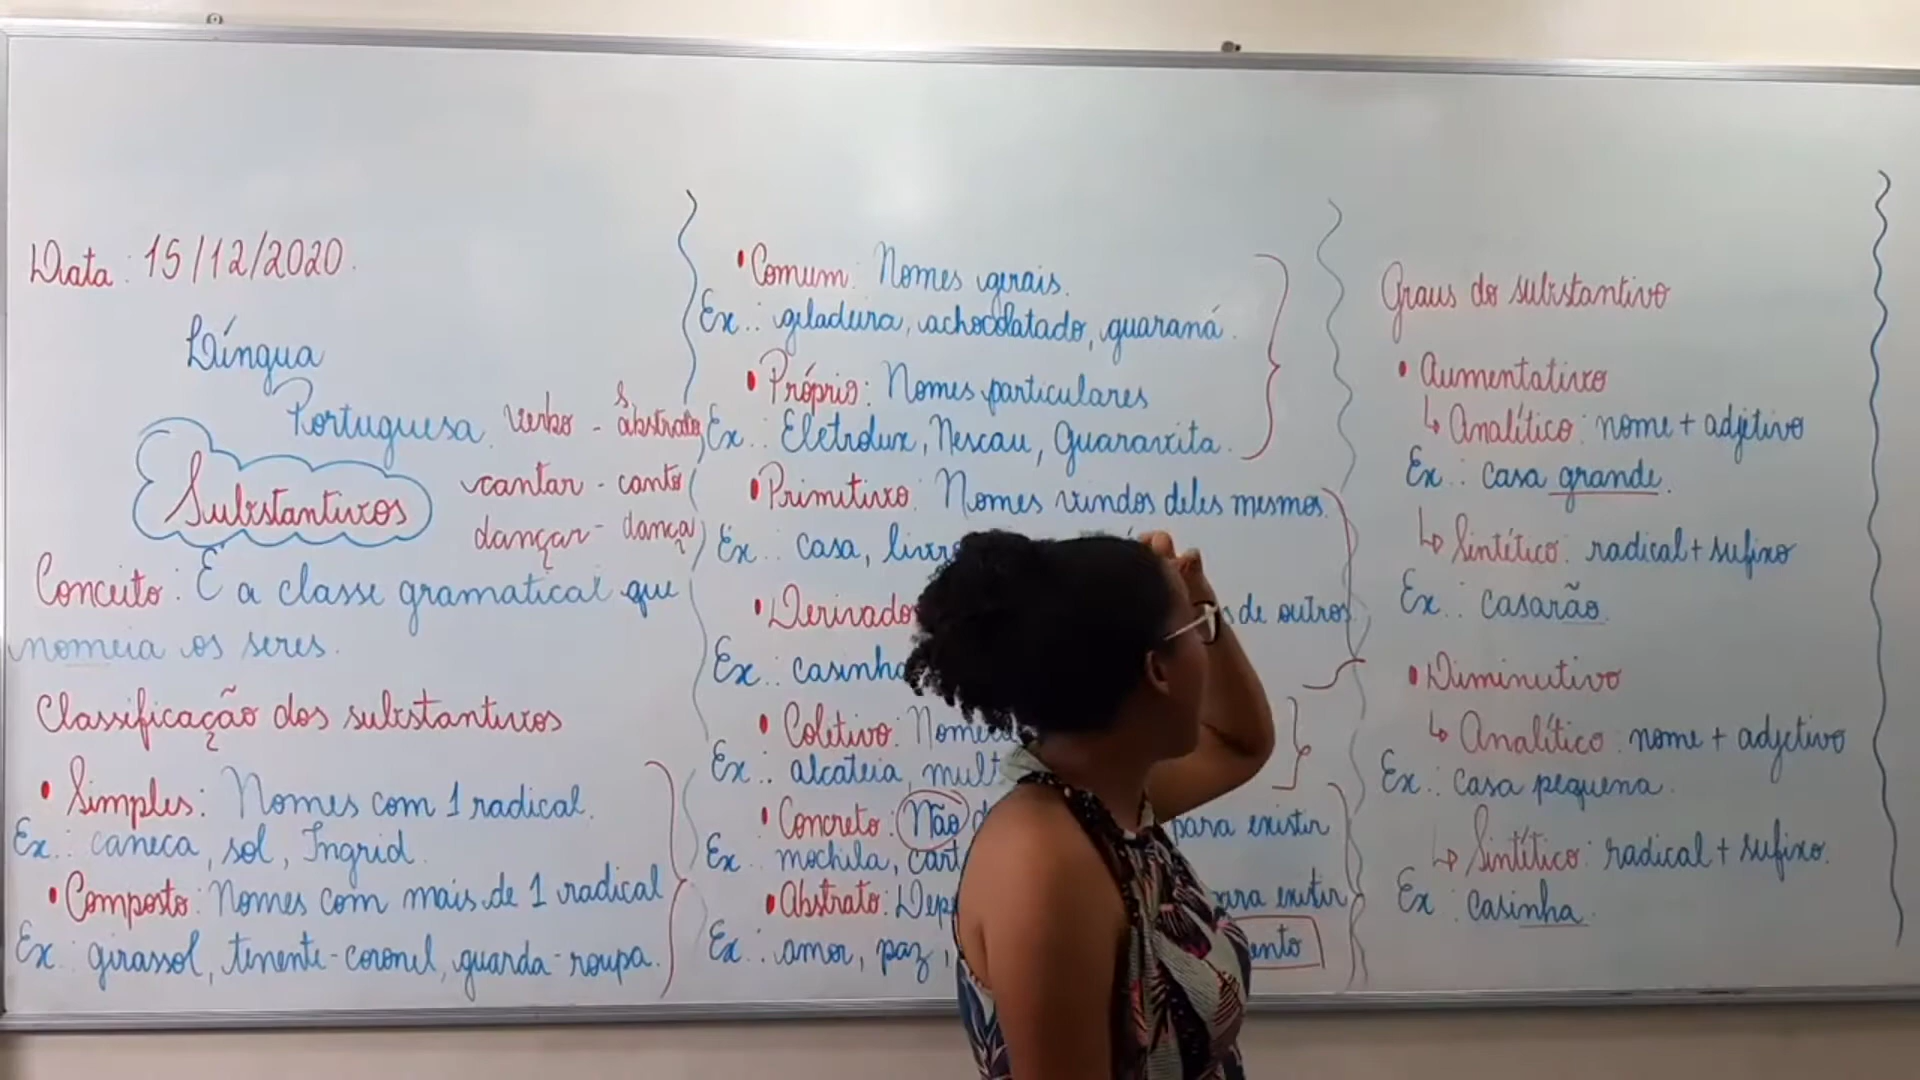 Data: 15/12/2020.
Língua
Portuguesa.
Substantivos
verbo - s. abstrato
cantar - canto
dançar - dança
Conceito: É a classe gramatical que
nomeia os seres.
Classificação dos substantivos
• Simples: Nomes com 1 radical.
Ex.: caneca, sol, Ingrid.
• Composto: Nomes com mais de 1 radical
Ex.: girassol, tenente-coronel, guarda-roupa.
• Comum: Nomes gerais.
Ex.: geladeira, achocolatado, guaraná.
• Próprio: Nomes particulares
Ex.: Eletrolux, Nescau, Guaravita.
• Primitivo: Nomes vindos deles mesmos.
Ex.: casa,
• Derivado: de outros.
Ex.: casinha
• Coletivo:
Ex.: alcateia,
• Concreto: Não para existir
Ex.: mochila,
• Abstrato: para existir
Ex.: amor, paz,
Graus do substantivo
• Aumentativo
↳ Analítico: nome + adjetivo
Ex.: casa grande.
↳ Sintético: radical + sufixo
Ex.: casarão.
• Diminutivo
↳ Analítico: nome + adjetivo
Ex.: casa pequena.
↳ Sintético: radical + sufixo.
Ex.: casinha.